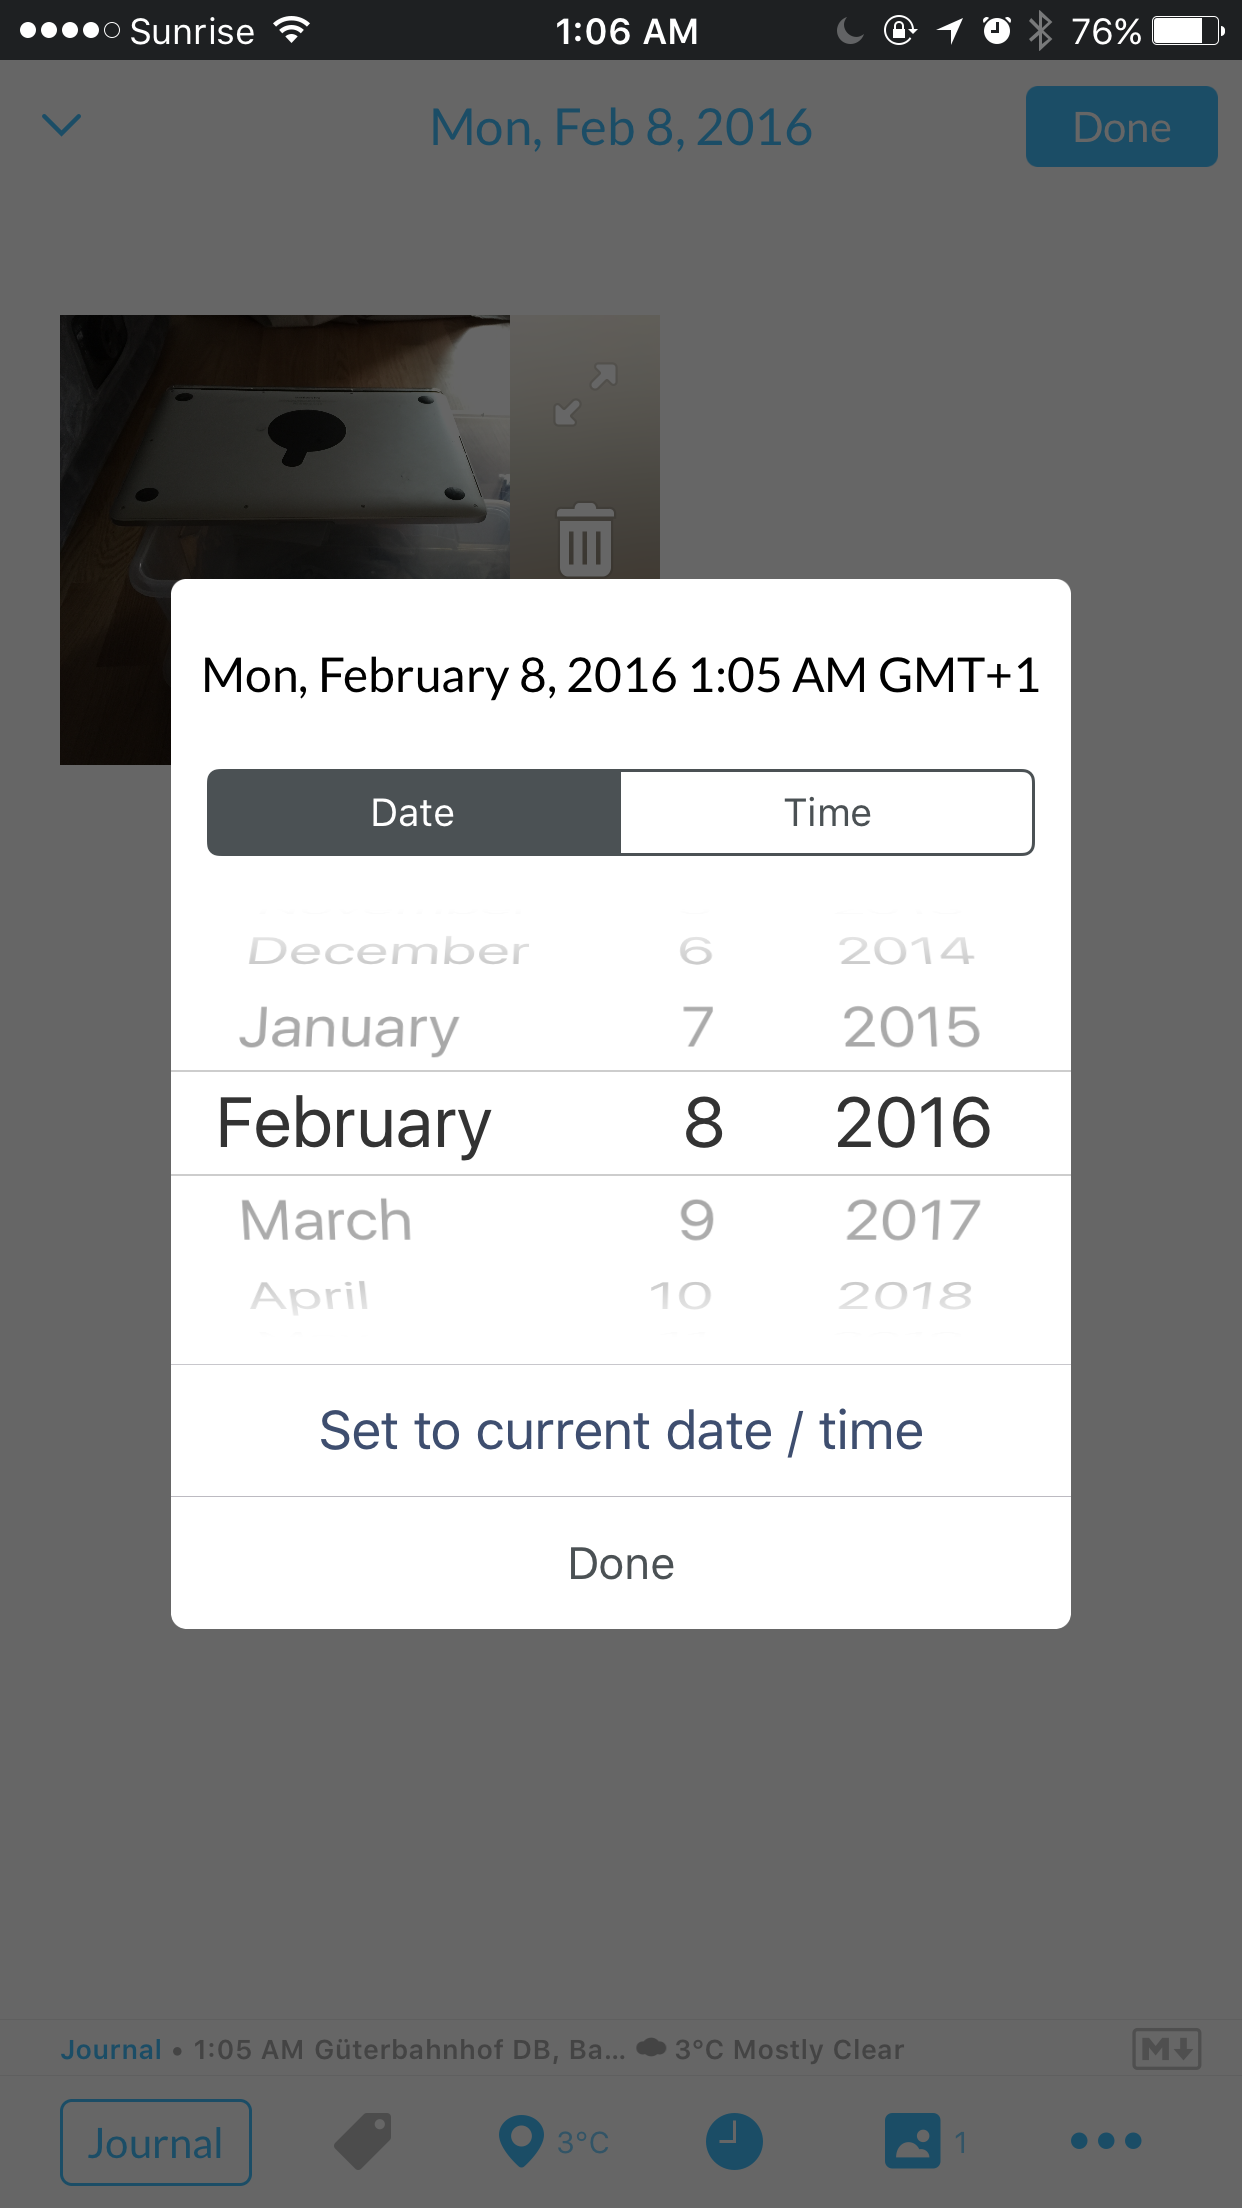 Sunrise 1:06 AM 76%
Mon, Feb 8, 2016 Done
Mon, February 8, 2016 1:05 AM GMT+1
Date Time
December 6 2014
January 7 2015
February 8 2016
March 9 2017
April 10 2018
Set to current date / time
Done
Journal • 1:05 AM Güterbahnhof DB, Ba... 3°C Mostly Clear M
Journal 3°C 1